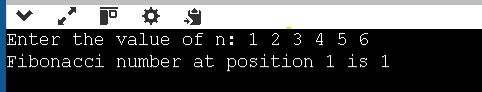 Enter the value of n: 1 2 3 4 5 6
Fibonacci number at position 1 is 1